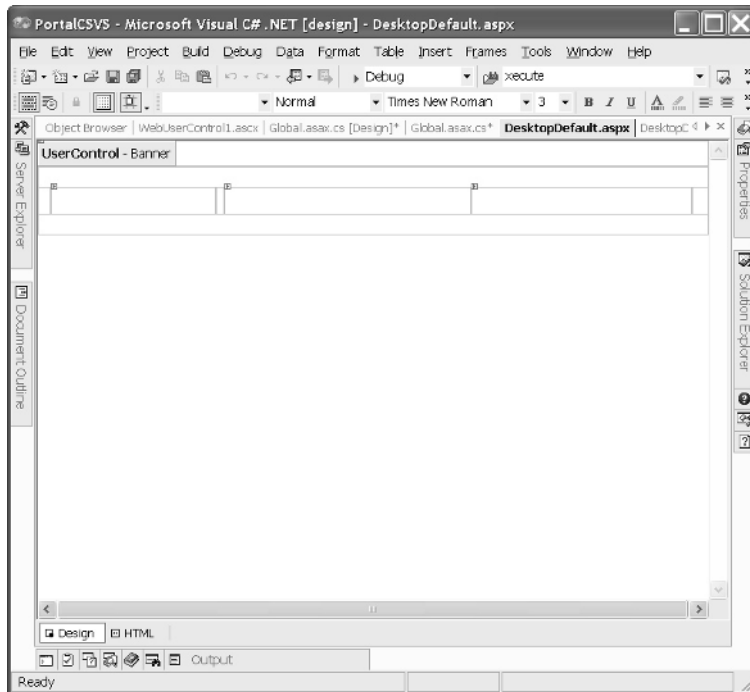 PortalCSVS - Microsoft Visual C# .NET [design] - DesktopDefault.aspx
File Edit View Project Build Debug Data Format Table Insert Frames Tools Window Help
Debug xecute
Normal Times New Roman 3 B I U A
Object Browser WebUserControl1.ascx Global.asax.cs [Design]* Global.asax.cs* DesktopDefault.aspx DesktopC
UserControl - Banner
Server Explorer
Document Outline
Properties
Solution Explorer
Design HTML
Output
Ready